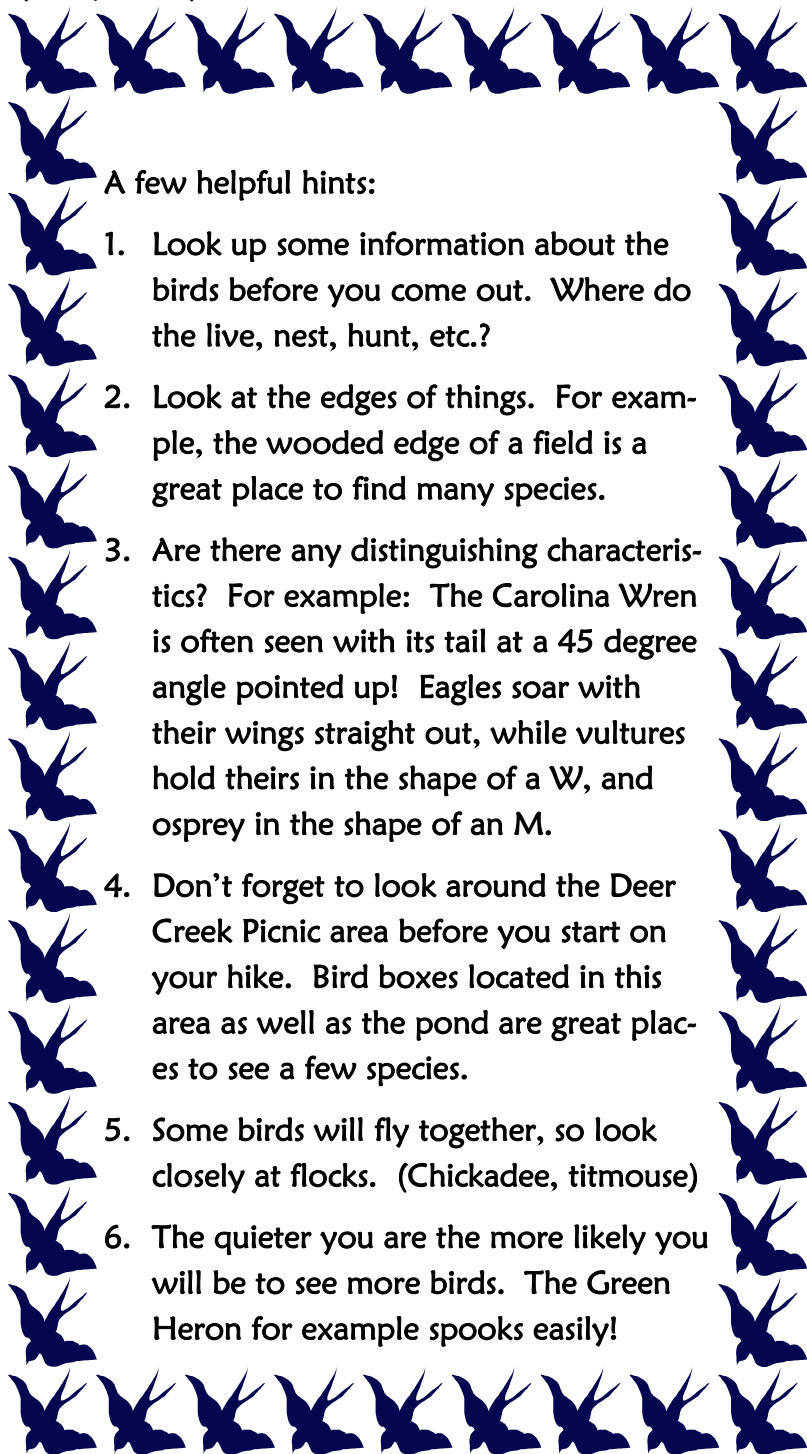 A few helpful hints:
1. Look up some information about the
birds before you come out. Where do
the live, nest, hunt, etc.?
2. Look at the edges of things. For exam-
ple, the wooded edge of a field is a
great place to find many species.
3. Are there any distinguishing characteris-
tics? For example: The Carolina Wren
is often seen with its tail at a 45 degree
angle pointed up! Eagles soar with
their wings straight out, while vultures
hold theirs in the shape of a W, and
osprey in the shape of an M.
4. Don't forget to look around the Deer
Creek Picnic area before you start on
your hike. Bird boxes located in this
area as well as the pond are great plac-
es to see a few species.
5. Some birds will fly together, so look
closely at flocks. (Chickadee, titmouse)
6. The quieter you are the more likely you
will be to see more birds. The Green
Heron for example spooks easily!